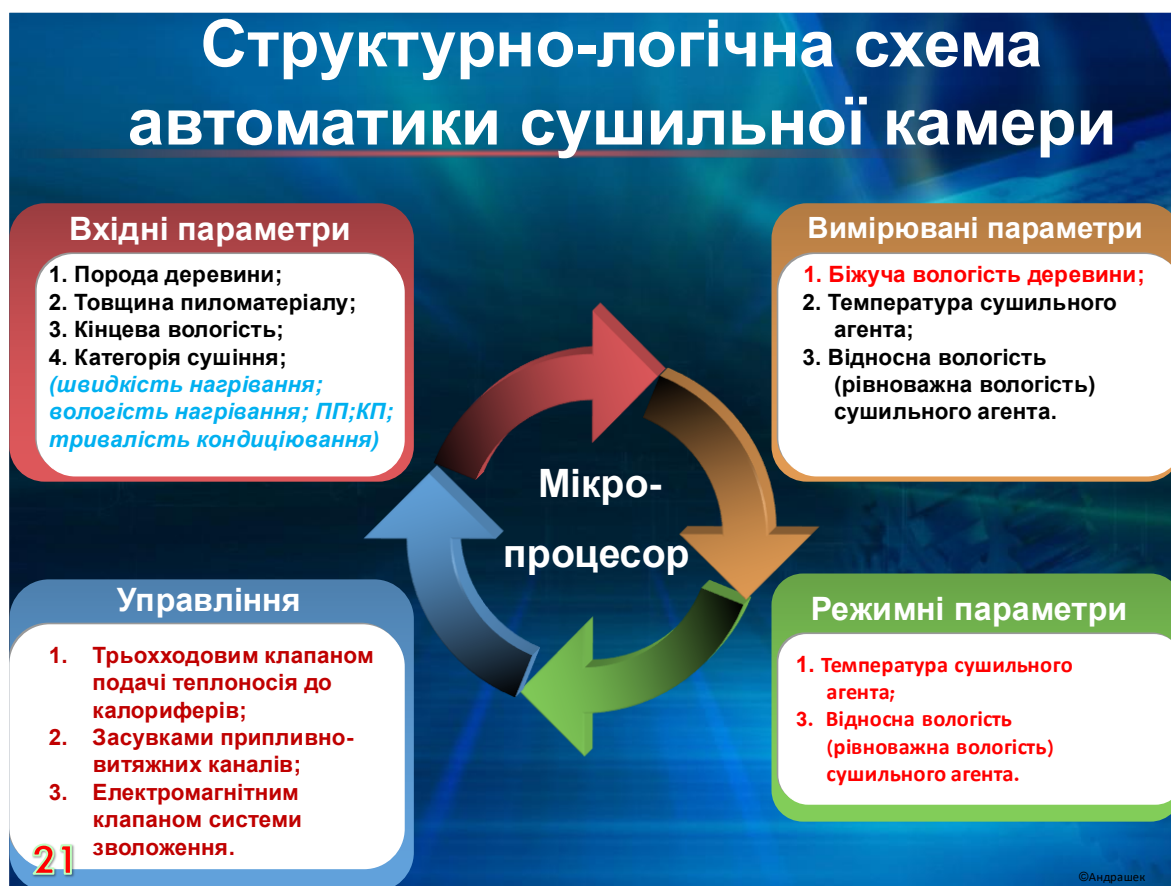 Структурно-логічна схема
автоматики сушильної камери
Вхідні параметри
1. Порода деревини;
2. Товщина пиломатеріалу;
3. Кінцева вологість;
4. Категорія сушіння;
(швидкість нагрівання;
вологість нагрівання; ПП;КП;
тривалість кондиціювання)
Вимірювані параметри
1. Біжуча вологість деревини;
2. Температура сушильного
агента;
3. Відносна вологість
(рівноважна вологість)
сушильного агента.
Мікро-
процесор
Управління
1. Трьохходовим клапаном
подачі теплоносія до
калориферів;
2. Засувками припливно-
витяжних каналів;
3. Електромагнітним
клапаном системи
зволоження.
Режимні параметри
1. Температура сушильного
агента;
3. Відносна вологість
(рівноважна вологість)
сушильного агента.
21
©Андрашек